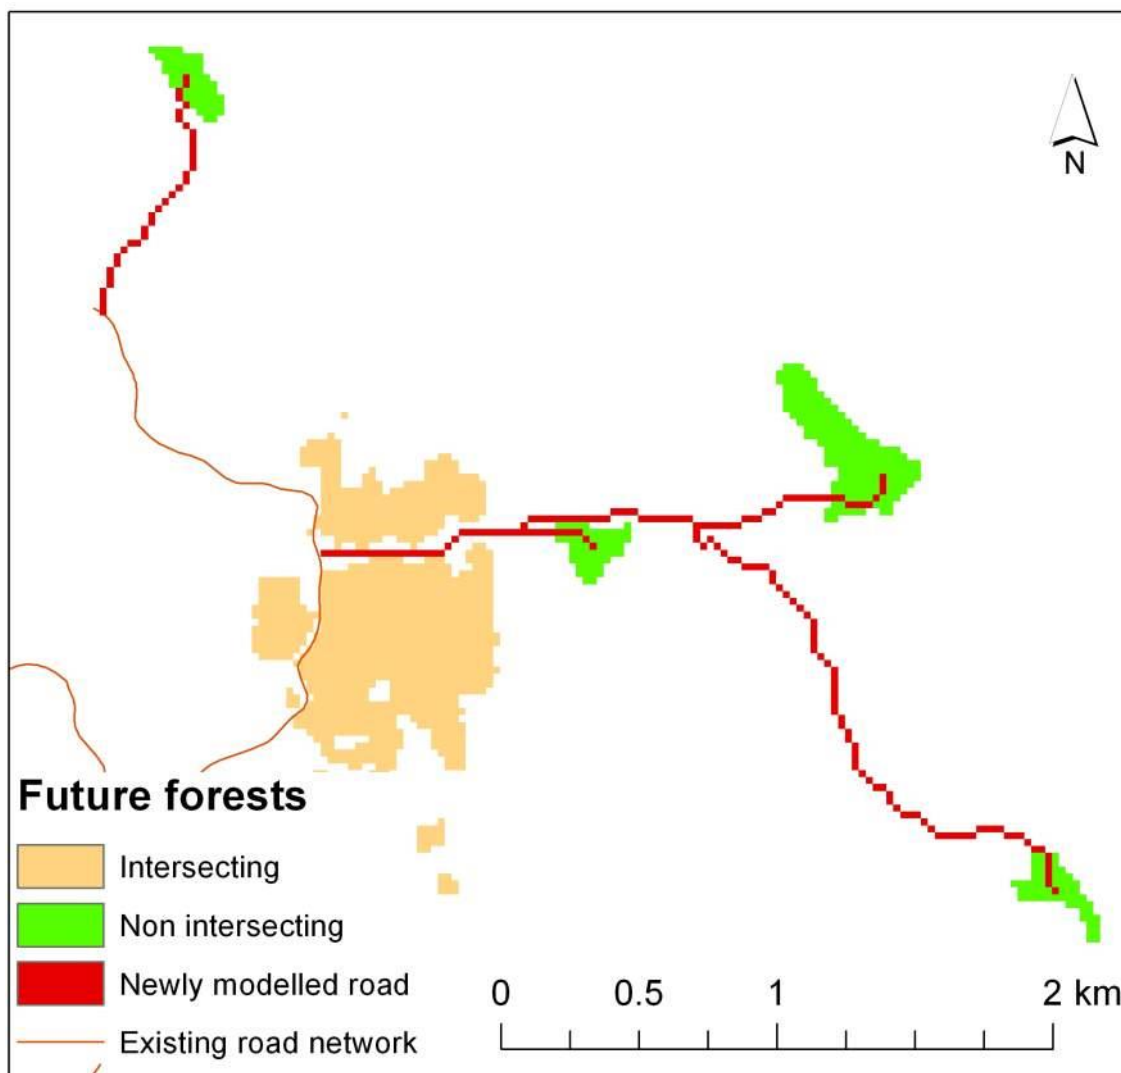 N
Future forests
Intersecting
Non intersecting
Newly modelled road
Existing road network
0 0.5 1 2 km